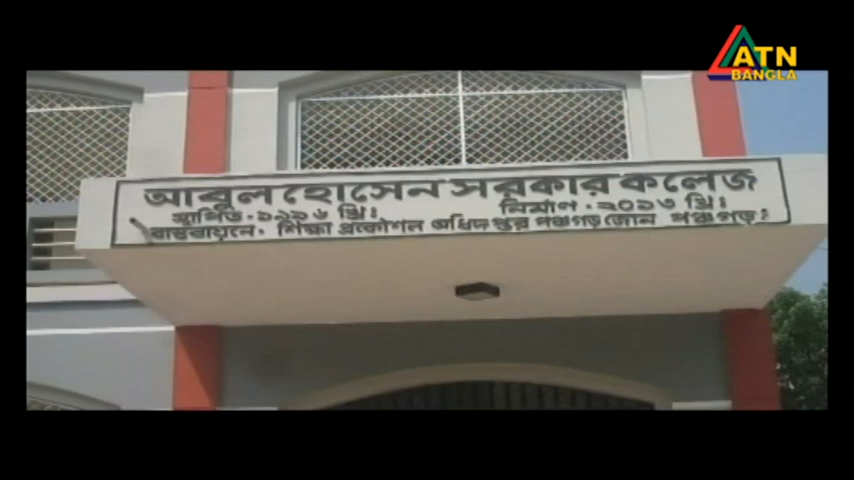 ATN
BANGLA
আবুল হোসেন সরকার কলেজ
স্থাপিত - ১৯৯৬ খ্রিঃ নির্মাণ - ২০১৩ খ্রিঃ
বাস্তবায়নে: শিক্ষা প্রকৌশল অধিদপ্তর পঞ্চগড় জোন পঞ্চগড়